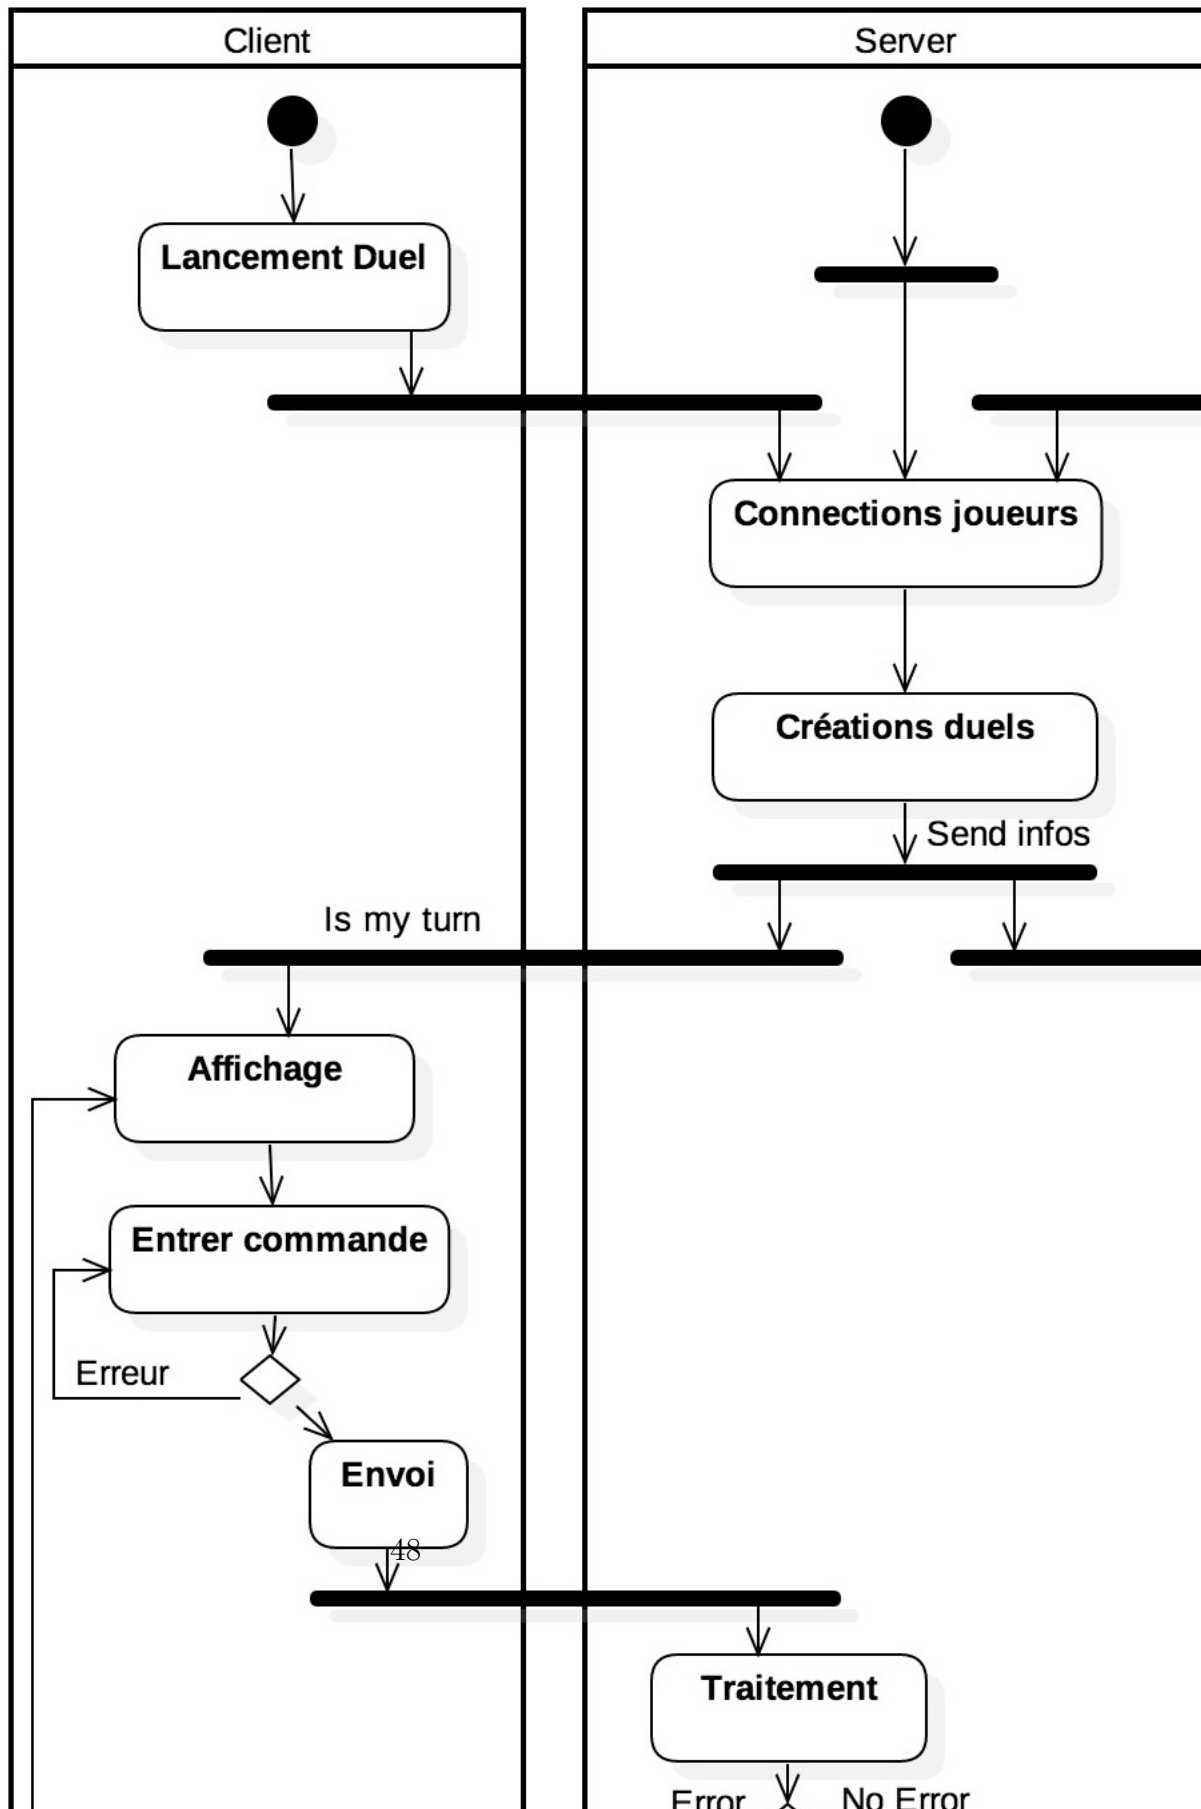 Client
Server
Lancement Duel
Connections joueurs
Créations duels
Send infos
Is my turn
Affichage
Entrer commande
Erreur
Envoi
48
Traitement
Error
No Error